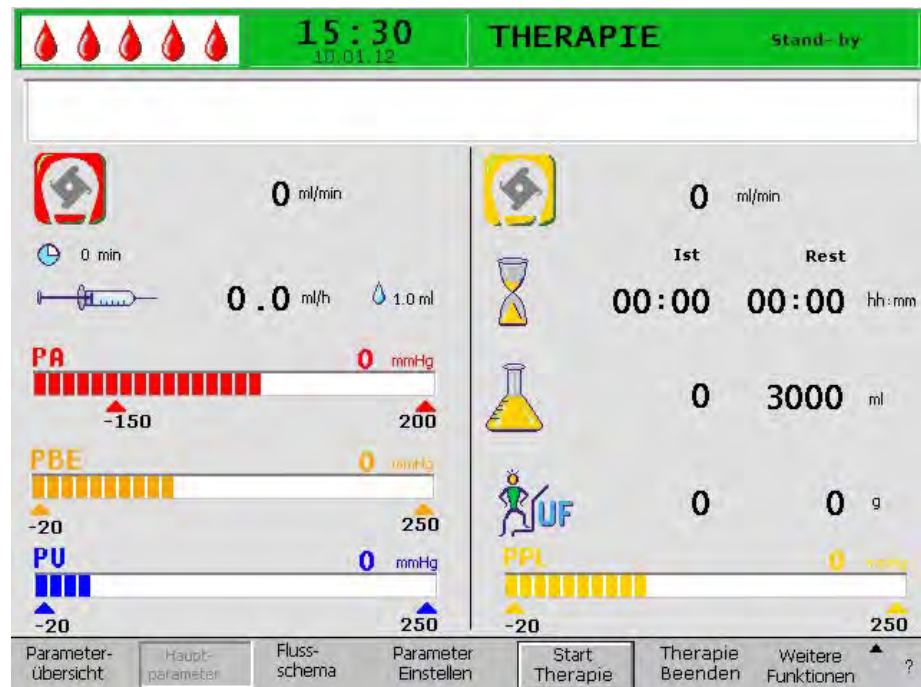 15:30 THERAPIE Stand-by
10.01.12
0 ml/min
0 min
0.0 ml/h 1.0 ml
PA 0 mmHg
-150 200
PBE 0 mmHg
-20 250
PV 0 mmHg
-20 250
0 ml/min
Ist Rest
00:00 00:00 hh:mm
0 3000 ml
UF 0 0 g
PPL 0 mmHg
-20 250
Parameter-
übersicht
Haupt-
parameter
Fluss-
schema
Parameter
Einstellen
Start
Therapie
Therapie
Beenden
Weitere
Funktionen
?